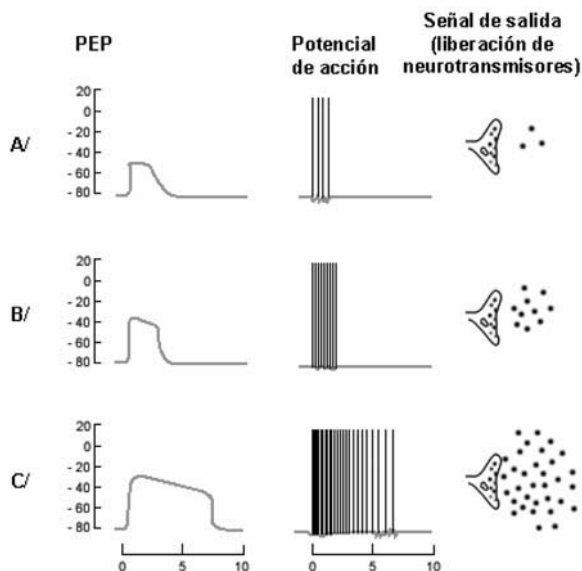 PEP
Potencial
de acción
Señal de salida
(liberación de
neurotransmisores)
A/
20
0
- 20
- 40
- 60
- 80
B/
20
0
- 20
- 40
- 60
- 80
C/
20
0
- 20
- 40
- 60
- 80
0 5 10
0 5 10